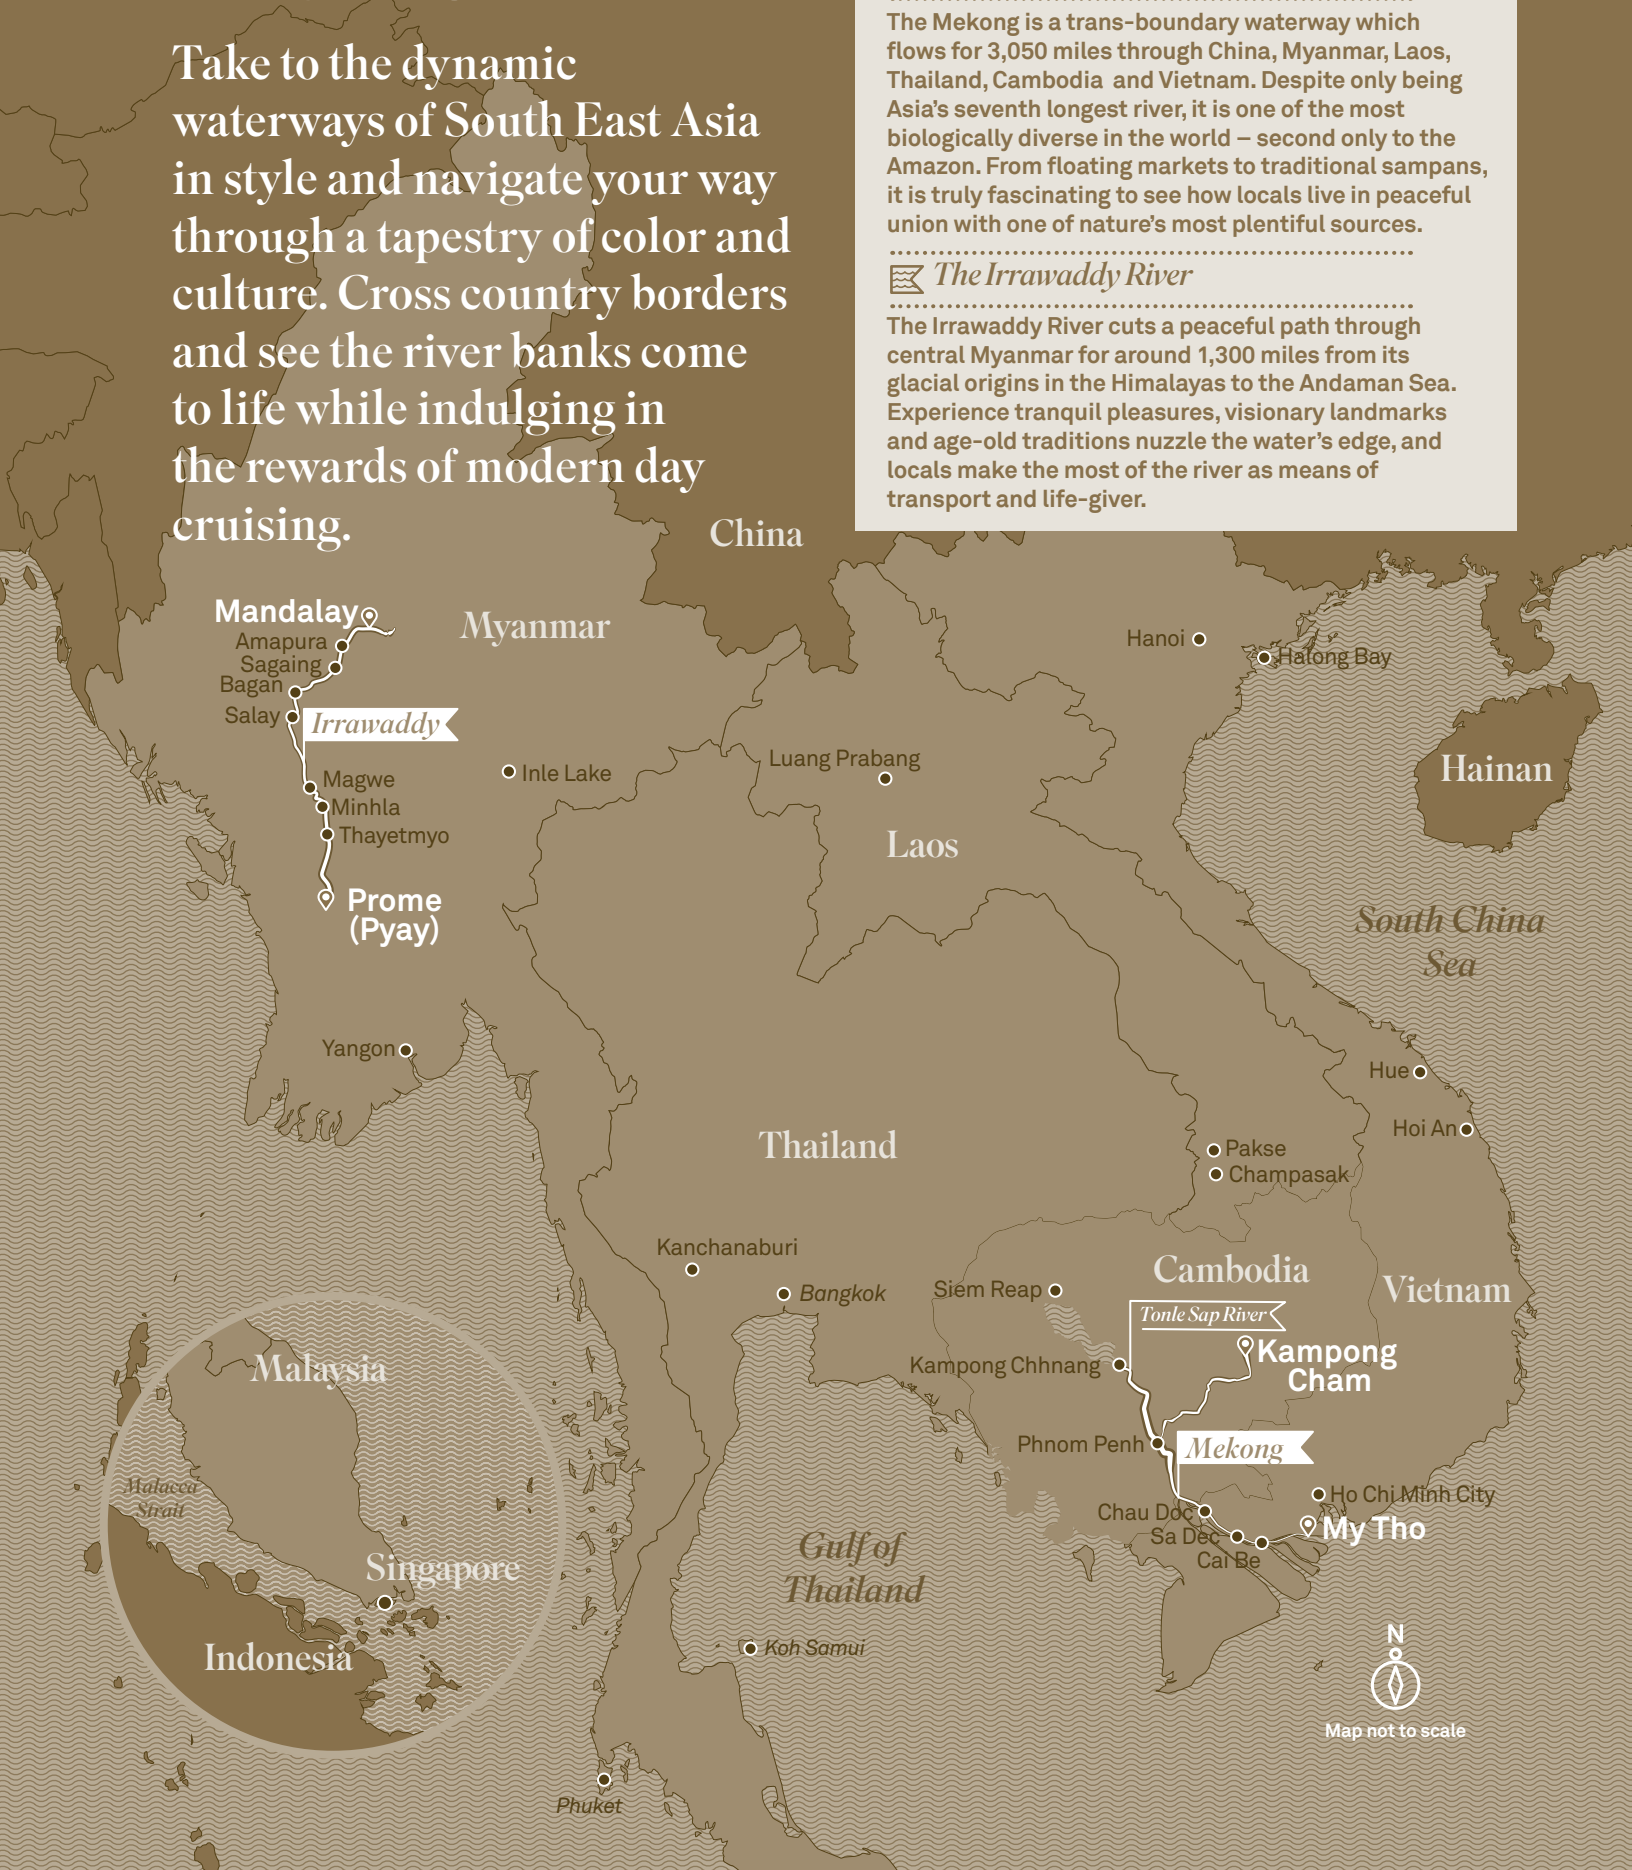 Take to the dynamic
waterways of South East Asia
in style and navigate your way
through a tapestry of color and
culture. Cross country borders
and see the river banks come
to life while indulging in
the rewards of modern day
cruising.
The Mekong is a trans-boundary waterway which
flows for 3,050 miles through China, Myanmar, Laos,
Thailand, Cambodia and Vietnam. Despite only being
Asia's seventh longest river, it is one of the most
biologically diverse in the world – second only to the
Amazon. From floating markets to traditional sampans,
it is truly fascinating to see how locals live in peaceful
union with one of nature's most plentiful sources.
The Irrawaddy River
The Irrawaddy River cuts a peaceful path through
central Myanmar for around 1,300 miles from its
glacial origins in the Himalayas to the Andaman Sea.
Experience tranquil pleasures, visionary landmarks
and age-old traditions nuzzle the water's edge, and
locals make the most of the river as means of
transport and life-giver.
China
Mandalay
Myanmar
Amapura
Sagaing
Bagan
Salay
Irrawaddy
Hanoi
Halong Bay
Hainan
Inle Lake
Luang Prabang
Magwe
Minhla
Thayetmyo
Laos
Prome
(Pyay)
South China
Sea
Yangon
Hue
Hoi An
Thailand
Pakse
Champasak
Kanchanaburi
Bangkok
Siem Reap
Cambodia
Vietnam
Tonle Sap River
Kampong
Cham
Kampong Chhnang
Malaysia
Phnom Penh
Mekong
Malacca
Strait
Ho Chi Minh City
Chau Doc
My Tho
Sa Dec
Cai Be
Gulf of
Thailand
Singapore
Indonesia
Koh Samui
N
Map not to scale
Phuket